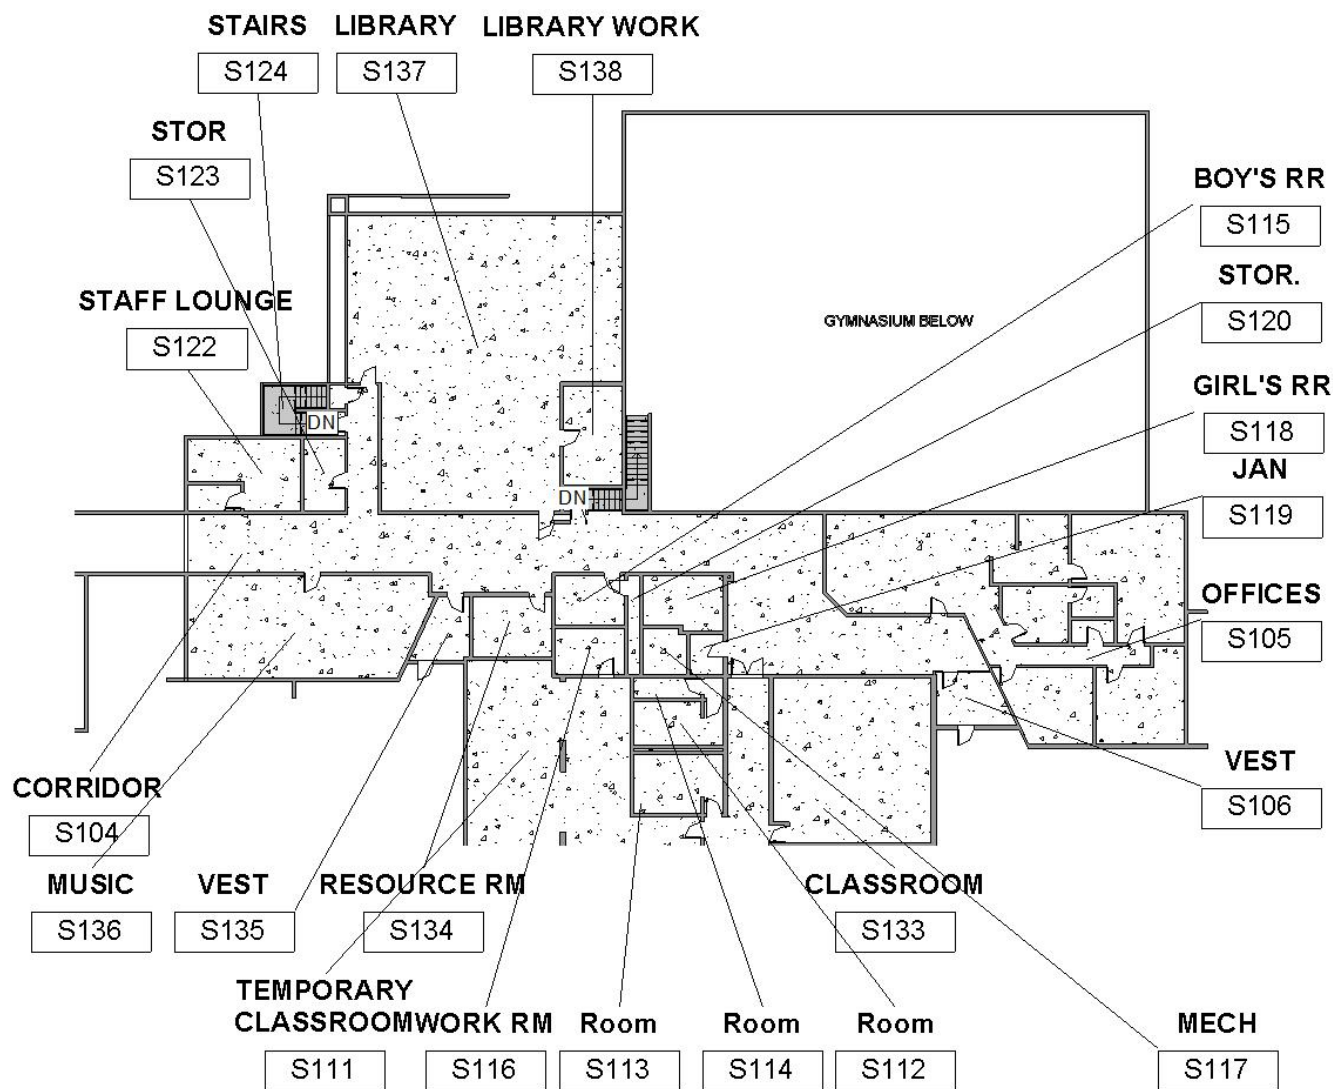 STAIRS
S124
LIBRARY
S137
LIBRARY WORK
S138
STOR
S123
STAFF LOUNGE
S122
BOY'S RR
S115
STOR.
S120
GIRL'S RR
S118
JAN
S119
OFFICES
S105
VEST
S106
GYMNASIUM BELOW
DN
DN
CORRIDOR
S104
MUSIC
S136
VEST
S135
RESOURCE RM
S134
CLASSROOM
S133
TEMPORARY
CLASSROOM
S111
WORK RM
S116
Room
S113
Room
S114
Room
S112
MECH
S117